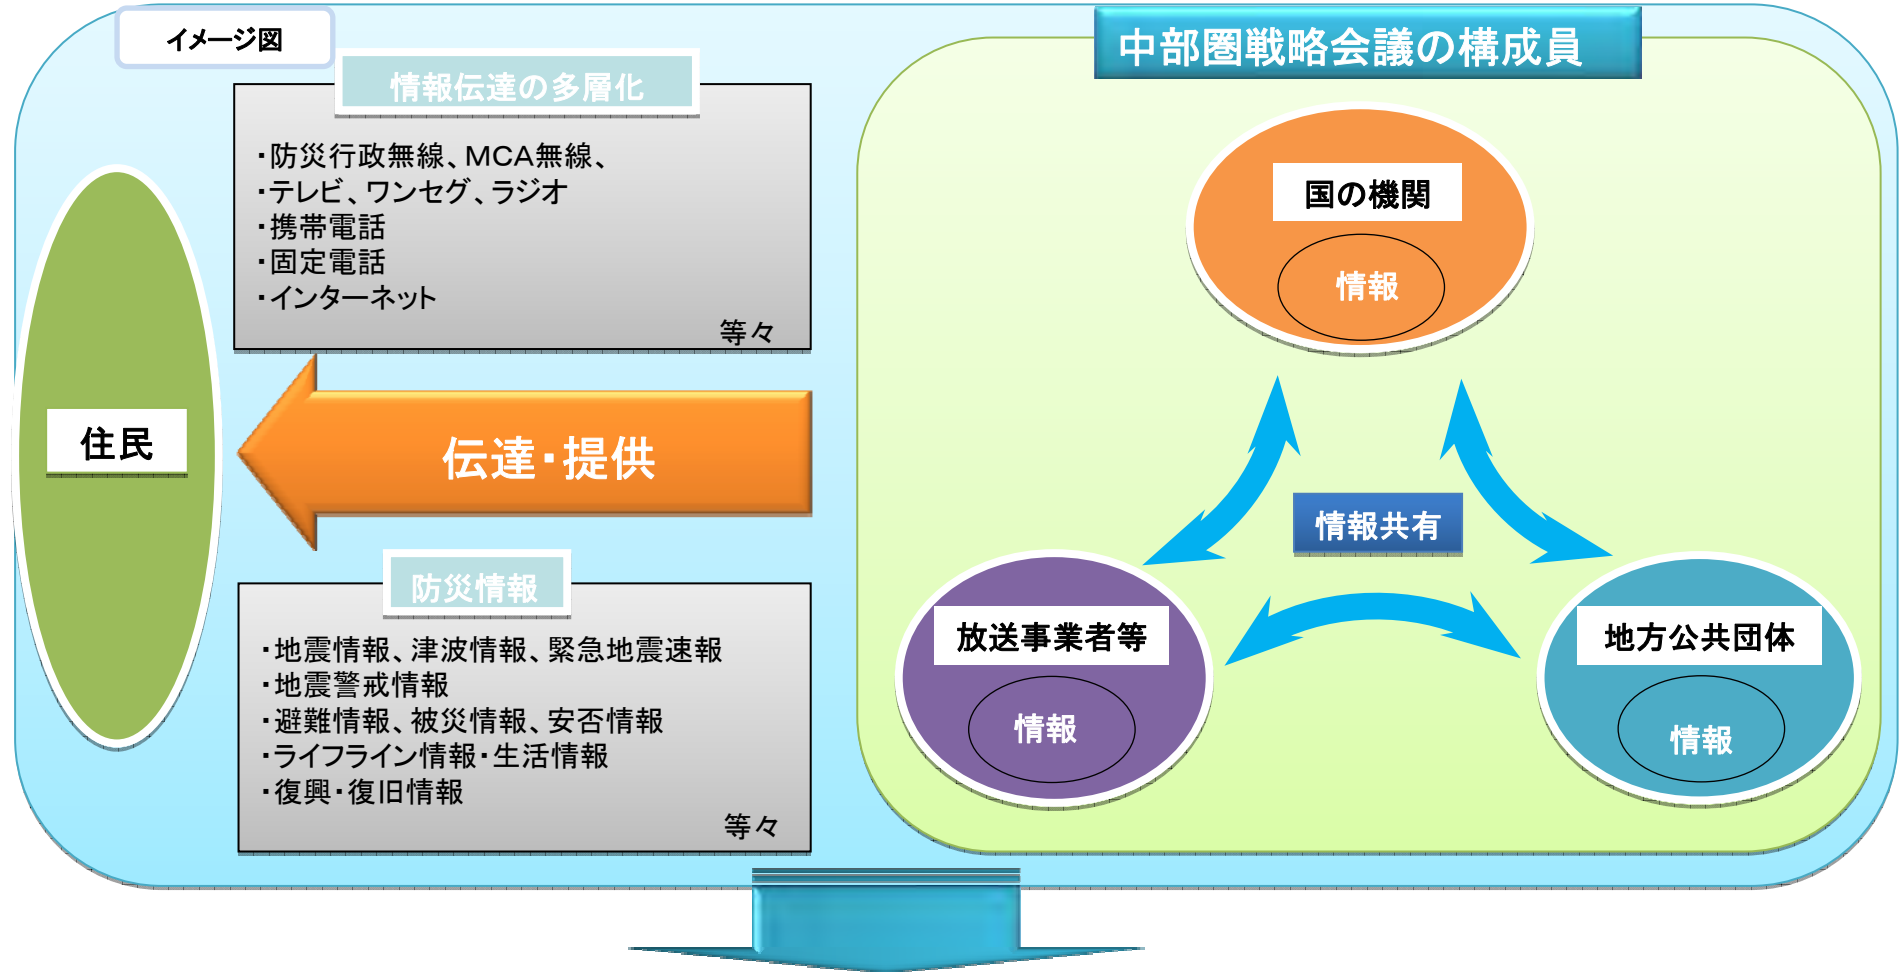 イメージ図
情報伝達の多層化
・防災行政無線、MCA無線、
・テレビ、ワンセグ、ラジオ
・携帯電話
・固定電話
・インターネット
等々
住民
伝達・提供
防災情報
・地震情報、津波情報、緊急地震速報
・地震警戒情報
・避難情報、被災情報、安否情報
・ライフライン情報・生活情報
・復興・復旧情報
等々
中部圏戦略会議の構成員
国の機関
情報
情報共有
放送事業者等
情報
地方公共団体
情報